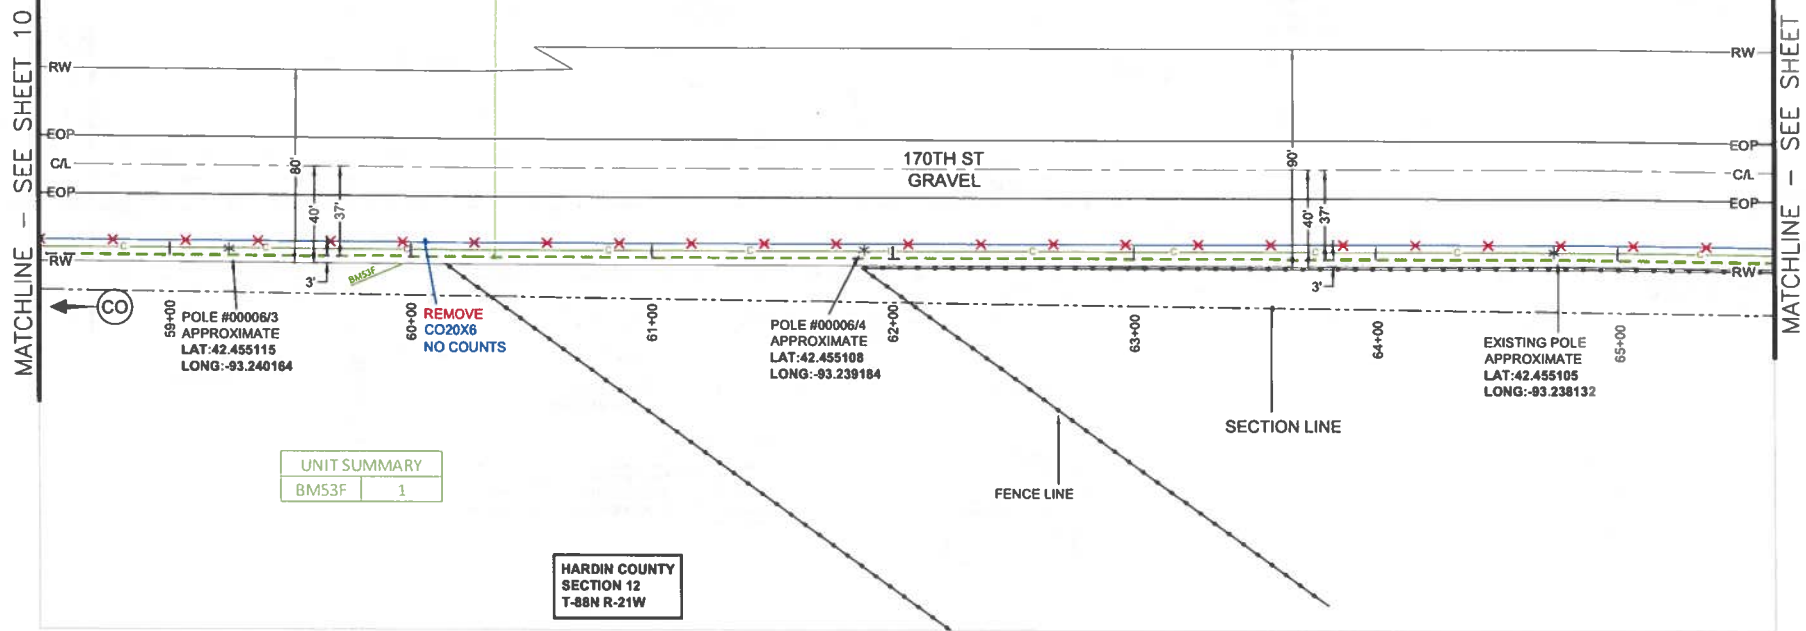 MATCHLINE - SEE SHEET 10
RW
EOP
C/L
EOP
RW
CO
80'
40'
37'
3'
170TH ST
GRAVEL
90'
40'
37'
3'
RW
EOP
C/L
EOP
RW
MATCHLINE - SEE SHEET
C C C C C C C C
BM53F
59+00
60+00
61+00
62+00
63+00
64+00
65+00
POLE #00006/3
APPROXIMATE
LAT:42.455115
LONG:-93.240164
REMOVE
CO20X6
NO COUNTS
POLE #00006/4
APPROXIMATE
LAT:42.455108
LONG:-93.239184
EXISTING POLE
APPROXIMATE
LAT:42.455105
LONG:-93.238132
SECTION LINE
FENCE LINE
UNIT SUMMARY
BM53F 1
HARDIN COUNTY
SECTION 12
T-88N R-21W